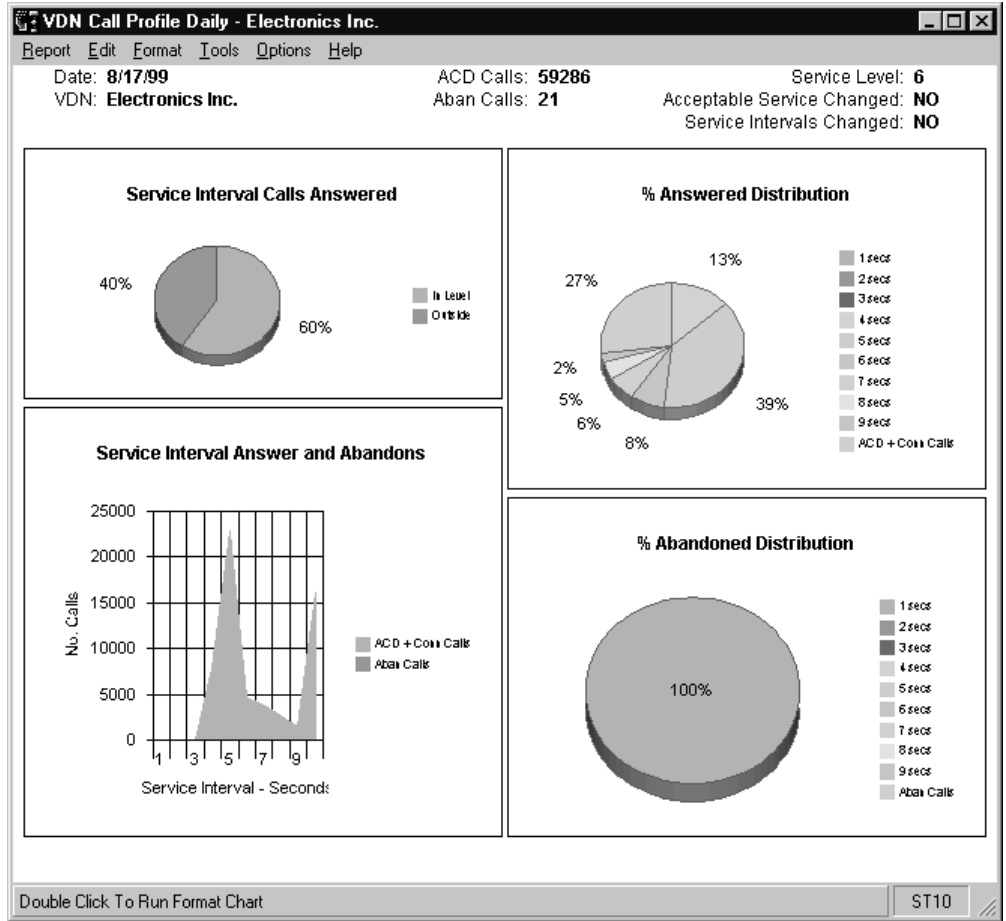 VDN Call Profile Daily - Electronics Inc.
Report Edit Format Tools Options Help
Date: 8/17/99
VDN: Electronics Inc.
ACD Calls: 59286
Aban Calls: 21
Service Level: 6
Acceptable Service Changed: NO
Service Intervals Changed: NO
Service Interval Calls Answered
40%
60%
In Level
Outside
% Answered Distribution
27%
13%
2%
5%
6%
8%
39%
1 secs
2 secs
3 secs
4 secs
5 secs
6 secs
7 secs
8 secs
9 secs
ACD + Conn Calls
Service Interval Answer and Abandons
No. Calls
25000
20000
15000
10000
5000
0
1 3 5 7 9
Service Interval - Seconds
ACD + Conn Calls
Aban Calls
% Abandoned Distribution
100%
1 secs
2 secs
3 secs
4 secs
5 secs
6 secs
7 secs
8 secs
9 secs
Aban Calls
Double Click To Run Format Chart
ST10